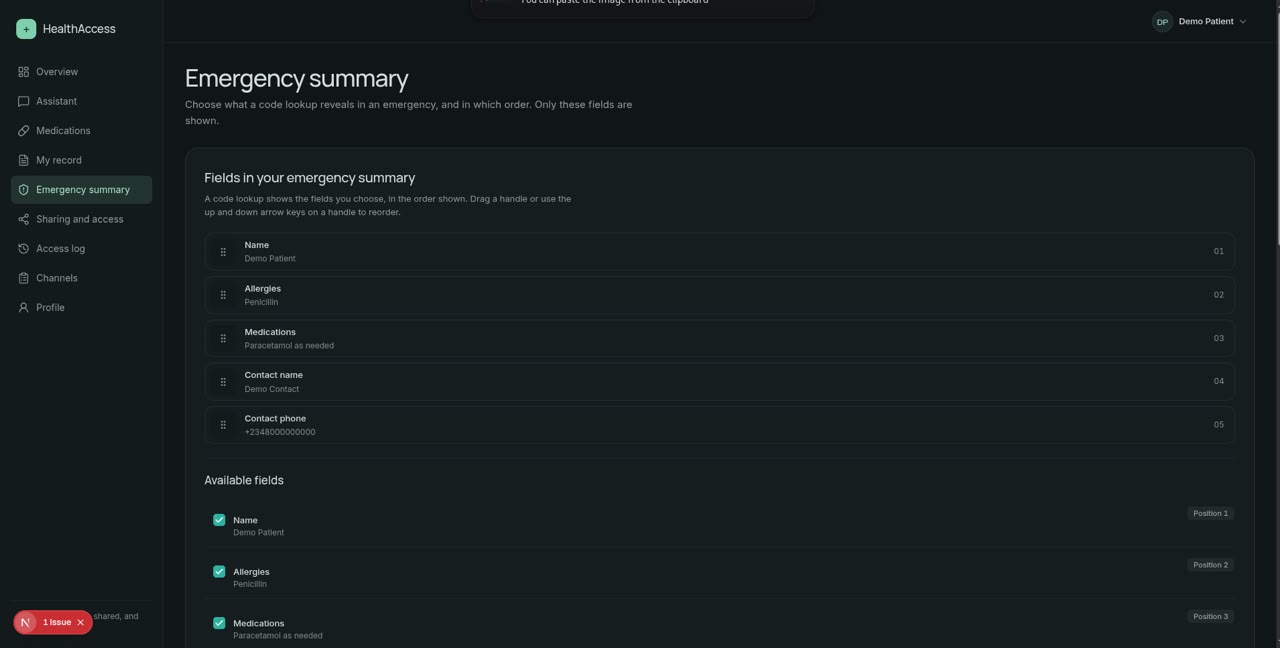 You can paste the image from the clipboard
+ HealthAccess
DP Demo Patient
Overview
Assistant
Medications
My record
Emergency summary
Sharing and access
Access log
Channels
Profile
Emergency summary
Choose what a code lookup reveals in an emergency, and in which order. Only these fields are
shown.
Fields in your emergency summary
A code lookup shows the fields you choose, in the order shown. Drag a handle or use the
up and down arrow keys on a handle to reorder.
Name
Demo Patient
01
Allergies
Penicillin
02
Medications
Paracetamol as needed
03
Contact name
Demo Contact
04
Contact phone
+2348000000000
05
Available fields
Name
Demo Patient
Position 1
Allergies
Penicillin
Position 2
Medications
Paracetamol as needed
Position 3
shared, and
N 1 Issue